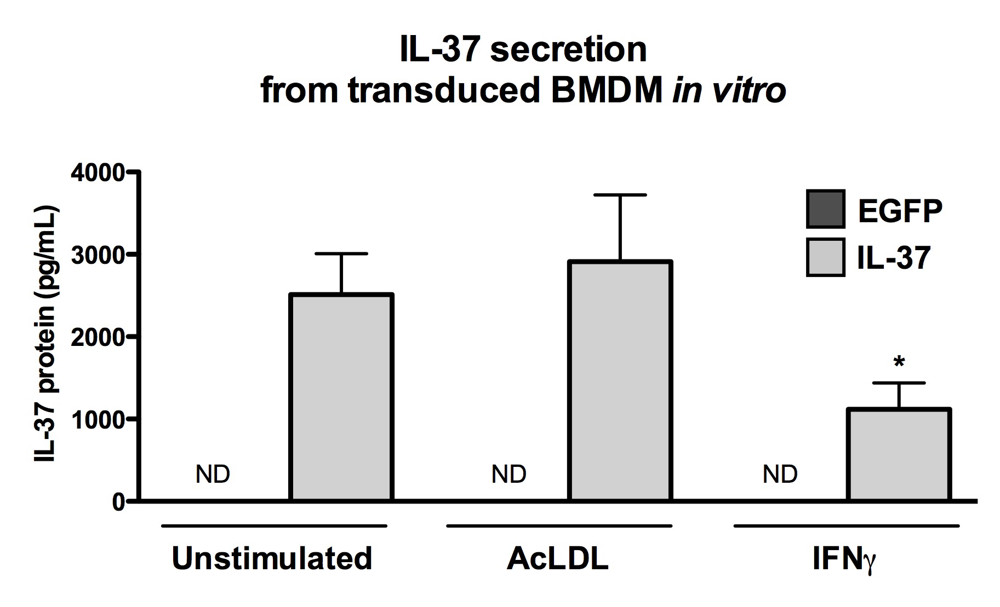 IL-37 secretion
from transduced BMDM in vitro
IL-37 protein (pg/mL)
4000
3000
2000
1000
0
EGFP
IL-37
*
ND
ND
ND
Unstimulated
AcLDL
IFNγ